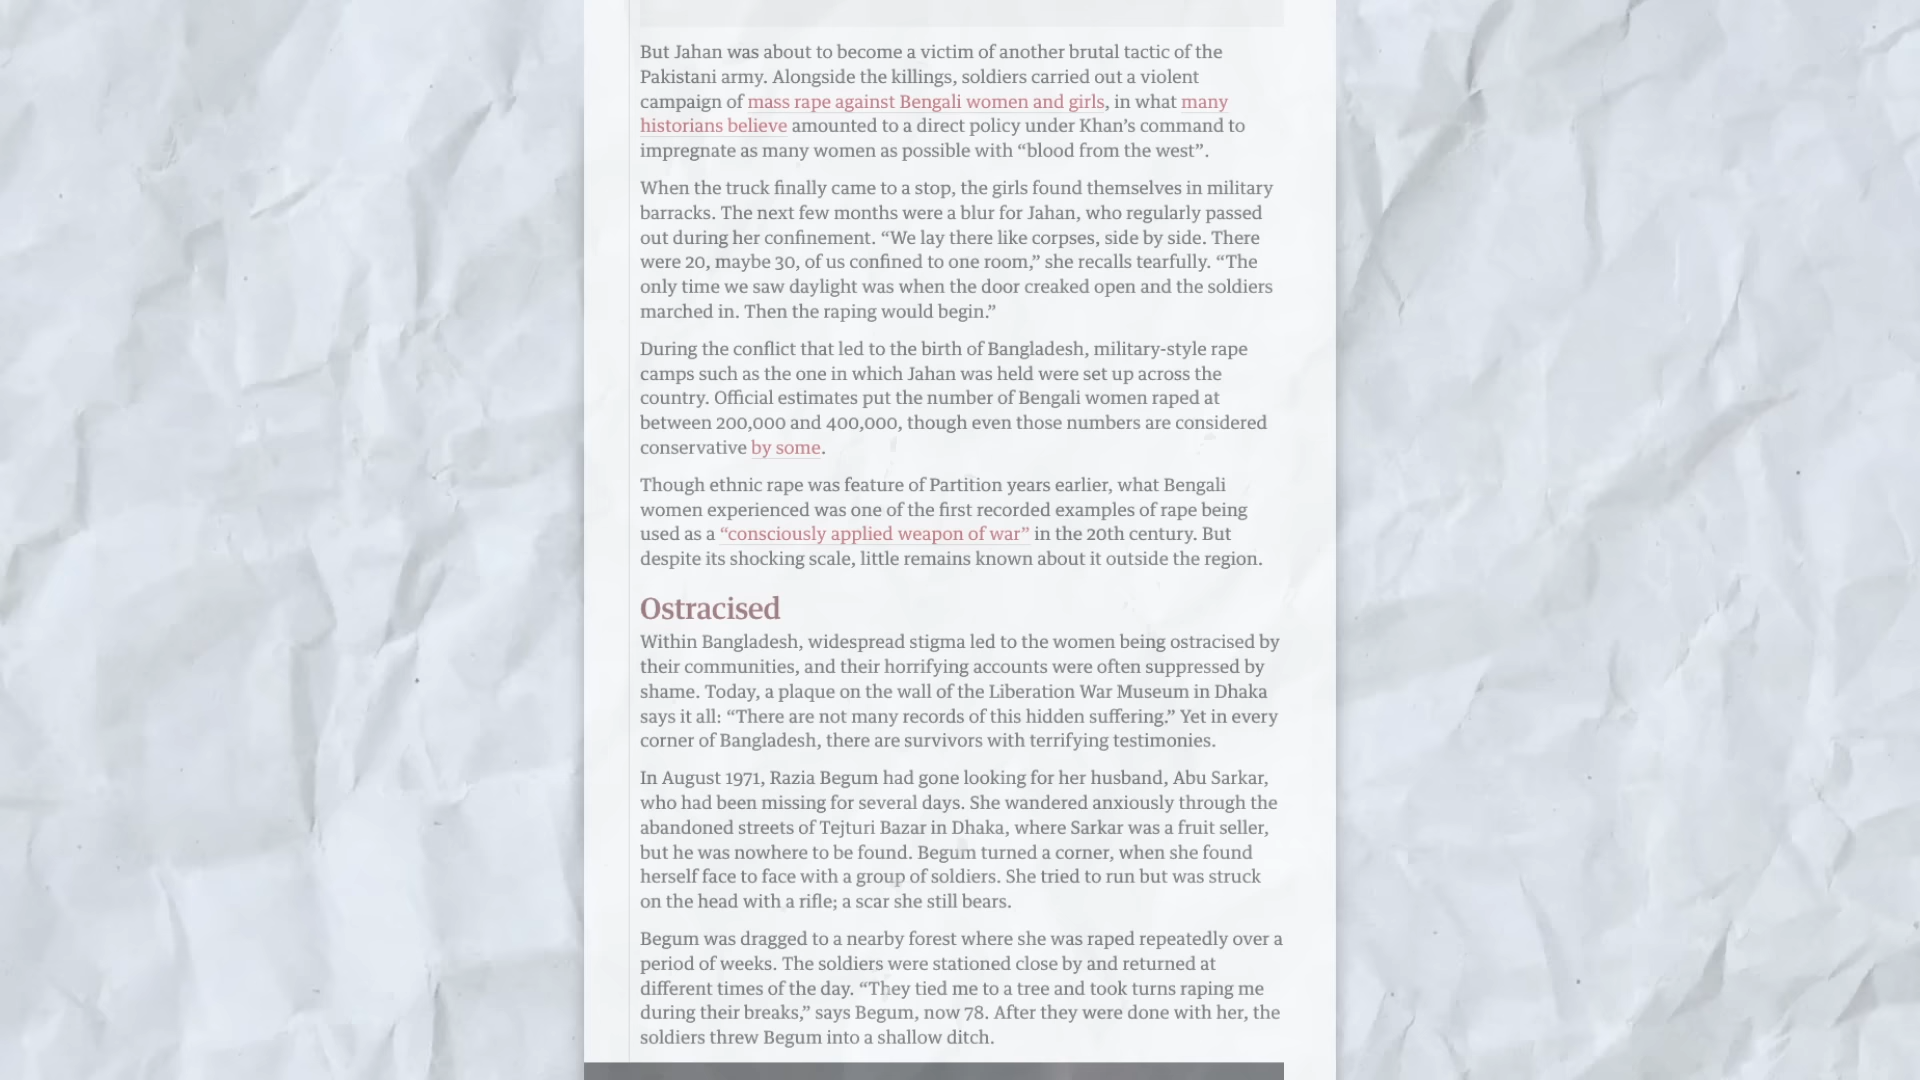 But Jahan was about to become a victim of another brutal tactic of the
Pakistani army. Alongside the killings, soldiers carried out a violent
campaign of mass rape against Bengali women and girls, in what many
historians believe amounted to a direct policy under Khan’s command to
impregnate as many women as possible with “blood from the west”.
When the truck finally came to a stop, the girls found themselves in military
barracks. The next few months were a blur for Jahan, who regularly passed
out during her confinement. “We lay there like corpses, side by side. There
were 20, maybe 30, of us confined to one room,” she recalls tearfully. “The
only time we saw daylight was when the door creaked open and the soldiers
marched in. Then the raping would begin.”
During the conflict that led to the birth of Bangladesh, military-style rape
camps such as the one in which Jahan was held were set up across the
country. Official estimates put the number of Bengali women raped at
between 200,000 and 400,000, though even those numbers are considered
conservative by some.
Though ethnic rape was feature of Partition years earlier, what Bengali
women experienced was one of the first recorded examples of rape being
used as a “consciously applied weapon of war” in the 20th century. But
despite its shocking scale, little remains known about it outside the region.
Ostracised
Within Bangladesh, widespread stigma led to the women being ostracised by
their communities, and their horrifying accounts were often suppressed by
shame. Today, a plaque on the wall of the Liberation War Museum in Dhaka
says it all: “There are not many records of this hidden suffering.” Yet in every
corner of Bangladesh, there are survivors with terrifying testimonies.
In August 1971, Razia Begum had gone looking for her husband, Abu Sarkar,
who had been missing for several days. She wandered anxiously through the
abandoned streets of Tejturi Bazar in Dhaka, where Sarkar was a fruit seller,
but he was nowhere to be found. Begum turned a corner, when she found
herself face to face with a group of soldiers. She tried to run but was struck
on the head with a rifle; a scar she still bears.
Begum was dragged to a nearby forest where she was raped repeatedly over a
period of weeks. The soldiers were stationed close by and returned at
different times of the day. “They tied me to a tree and took turns raping me
during their breaks,” says Begum, now 78. After they were done with her, the
soldiers threw Begum into a shallow ditch.